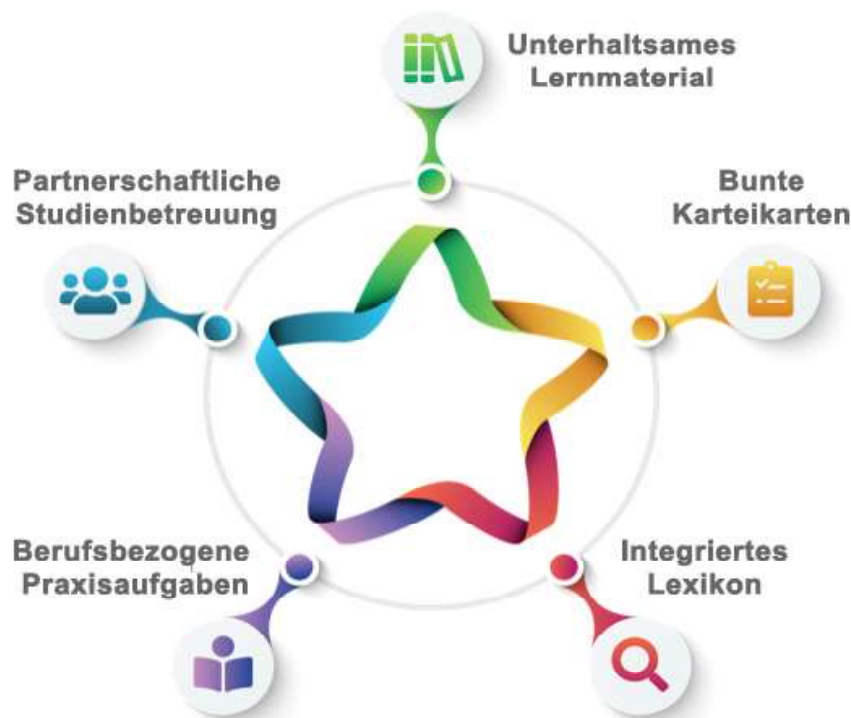 Unterhaltsames
Lernmaterial
Partnerschaftliche
Studienbetreuung
Bunte
Karteikarten
Berufsbezogene
Praxisaufgaben
Integriertes
Lexikon